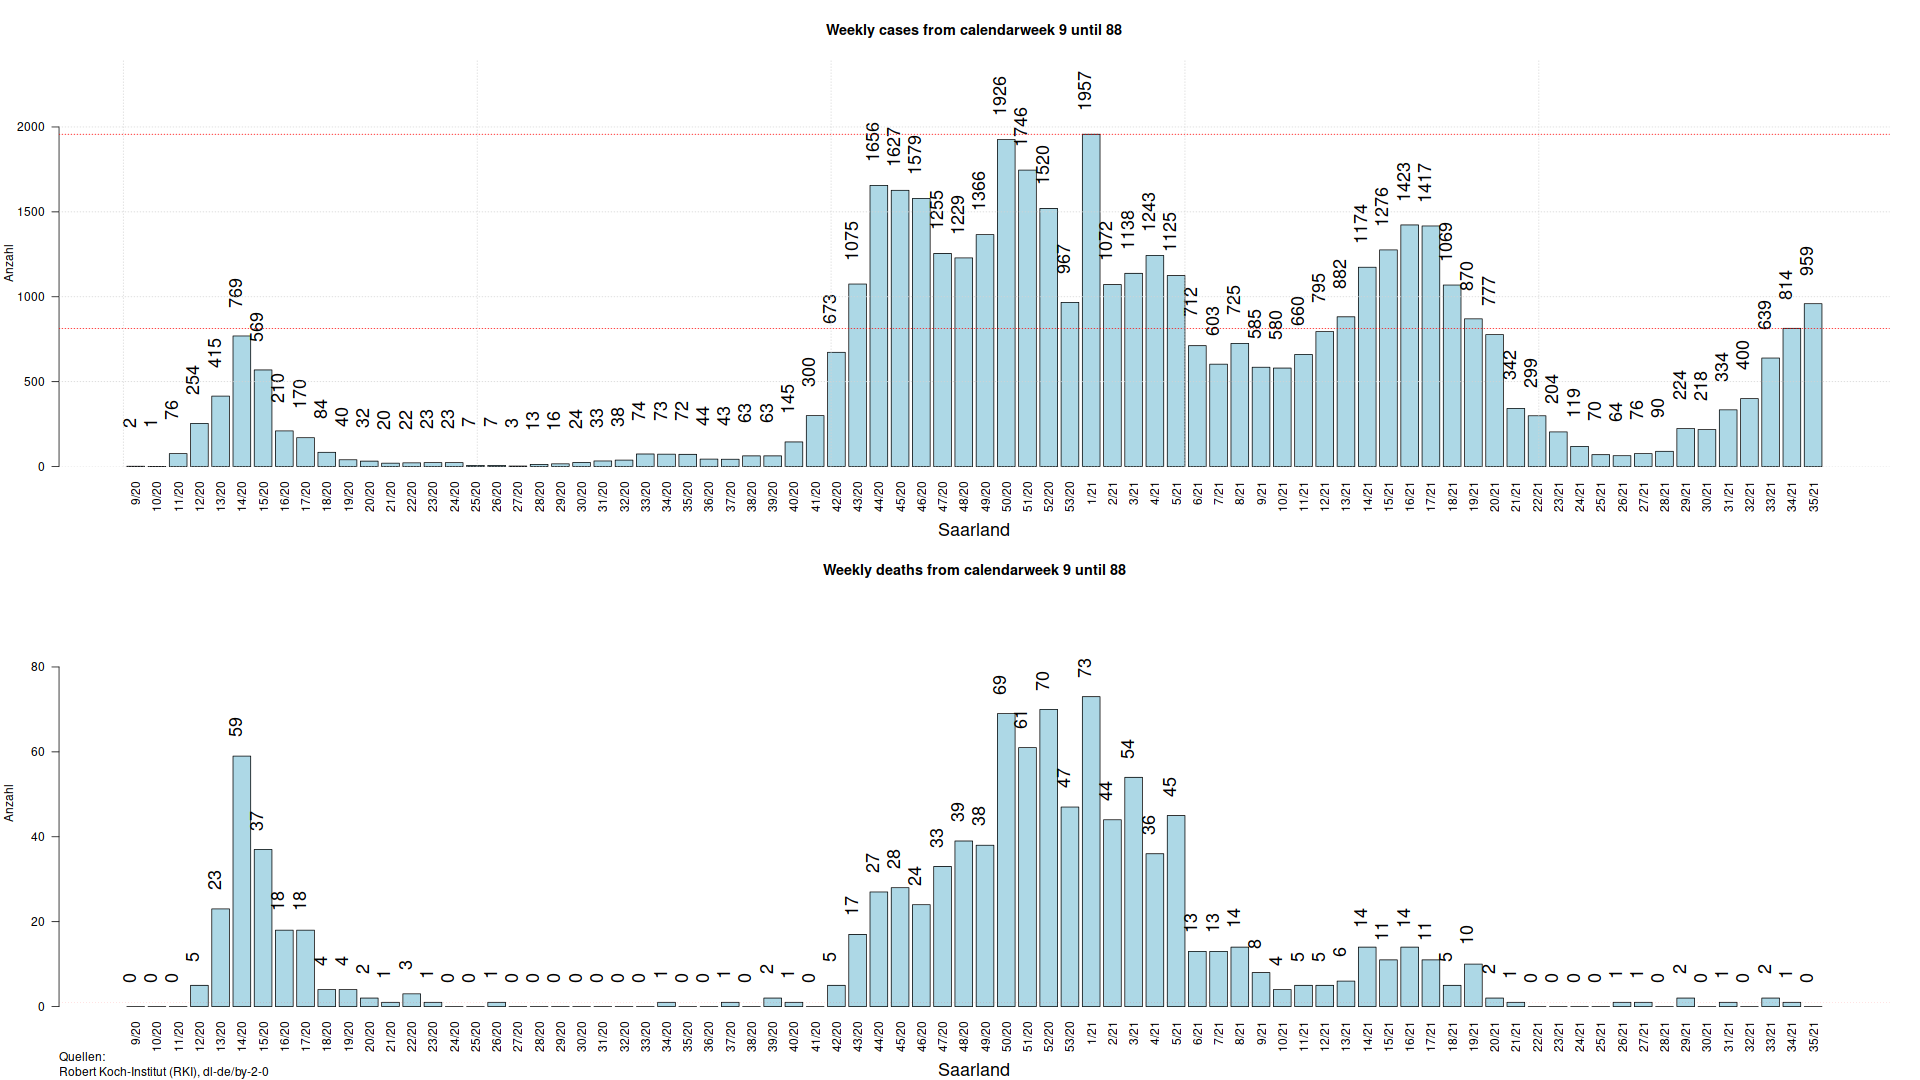 Weekly cases from calendarweek 9 until 88
Anzahl
2000
1500
1000
500
0
2 1 76 254 415 769 569 210 170 84 40 32 20 22 23 23 7 7 3 13 16 24 33 38 74 73 72 44 43 63 63 145 300 673 1075 1656 1627 1579 1255 1229 1366 1926 1746 1520 967 1957 1072 1138 1243 1125 712 603 725 585 580 660 795 882 1174 1276 1423 1417 1069 870 777 342 299 204 119 70 64 76 90 224 218 334 400 639 814 959
9/20 10/20 11/20 12/20 13/20 14/20 15/20 16/20 17/20 18/20 19/20 20/20 21/20 22/20 23/20 24/20 25/20 26/20 27/20 28/20 29/20 30/20 31/20 32/20 33/20 34/20 35/20 36/20 37/20 38/20 39/20 40/20 41/20 42/20 43/20 44/20 45/20 46/20 47/20 48/20 49/20 50/20 51/20 52/20 53/20 1/21 2/21 3/21 4/21 5/21 6/21 7/21 8/21 9/21 10/21 11/21 12/21 13/21 14/21 15/21 16/21 17/21 18/21 19/21 20/21 21/21 22/21 23/21 24/21 25/21 26/21 27/21 28/21 29/21 30/21 31/21 32/21 33/21 34/21 35/21
Saarland
Weekly deaths from calendarweek 9 until 88
Anzahl
80
60
40
20
0
0 0 0 5 23 59 37 18 18 4 4 2 1 3 1 0 0 1 0 0 0 0 0 0 0 1 0 0 1 0 2 1 0 5 17 27 28 24 33 39 38 69 61 70 47 73 44 54 36 45 13 13 14 8 4 5 5 6 14 11 14 11 5 10 2 1 0 0 0 0 1 1 0 2 0 1 0 2 1 0
9/20 10/20 11/20 12/20 13/20 14/20 15/20 16/20 17/20 18/20 19/20 20/20 21/20 22/20 23/20 24/20 25/20 26/20 27/20 28/20 29/20 30/20 31/20 32/20 33/20 34/20 35/20 36/20 37/20 38/20 39/20 40/20 41/20 42/20 43/20 44/20 45/20 46/20 47/20 48/20 49/20 50/20 51/20 52/20 53/20 1/21 2/21 3/21 4/21 5/21 6/21 7/21 8/21 9/21 10/21 11/21 12/21 13/21 14/21 15/21 16/21 17/21 18/21 19/21 20/21 21/21 22/21 23/21 24/21 25/21 26/21 27/21 28/21 29/21 30/21 31/21 32/21 33/21 34/21 35/21
Saarland
Quellen:
Robert Koch-Institut (RKI), dl-de/by-2-0